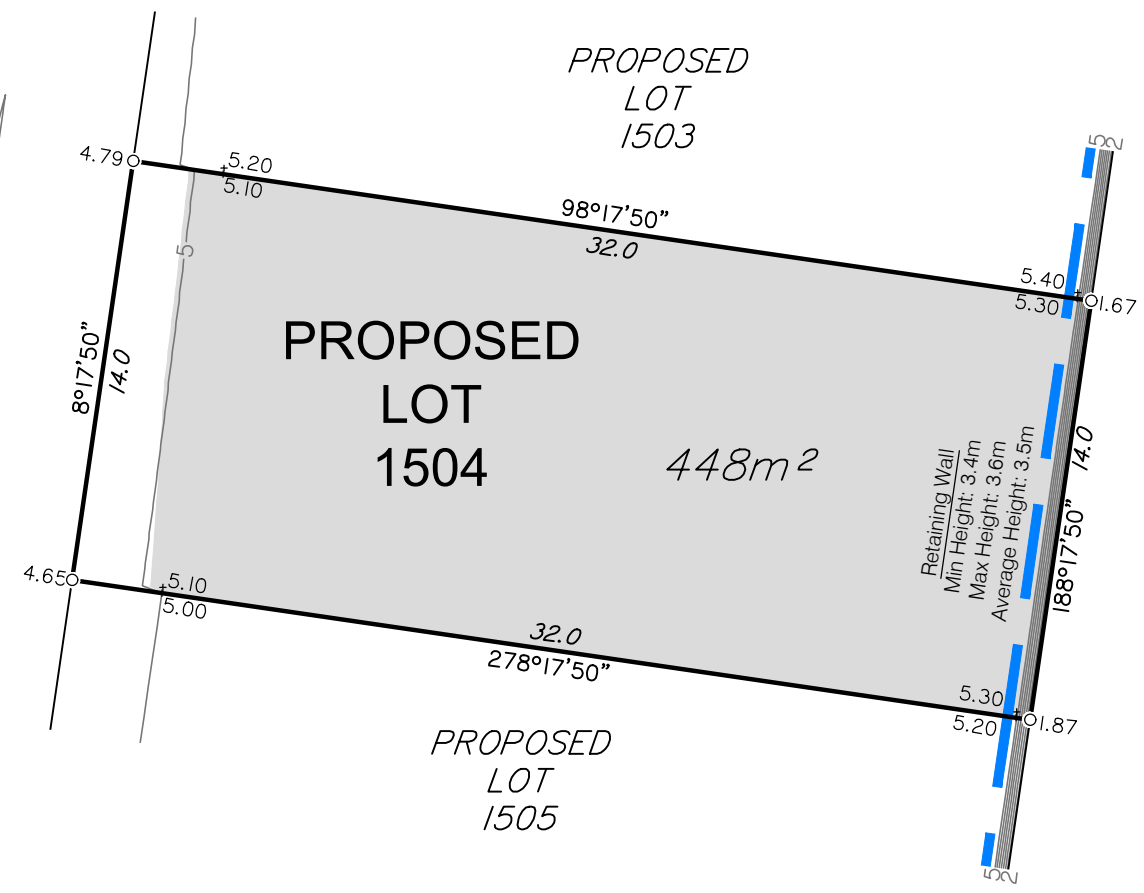 PROPOSED
LOT
1503
4.79
5.20
5.10
98°17'50"
32.0
5
5.40
5.30
1.67
5
2
8°17'50"
14.0
PROPOSED
LOT
1504
448m²
Retaining Wall
Min Height: 3.4m
Max Height: 3.6m
Average Height: 3.5m
14.0
188°17'50"
4.65
5.10
5.00
32.0
278°17'50"
5.30
5.20
1.87
PROPOSED
LOT
1505
5
2